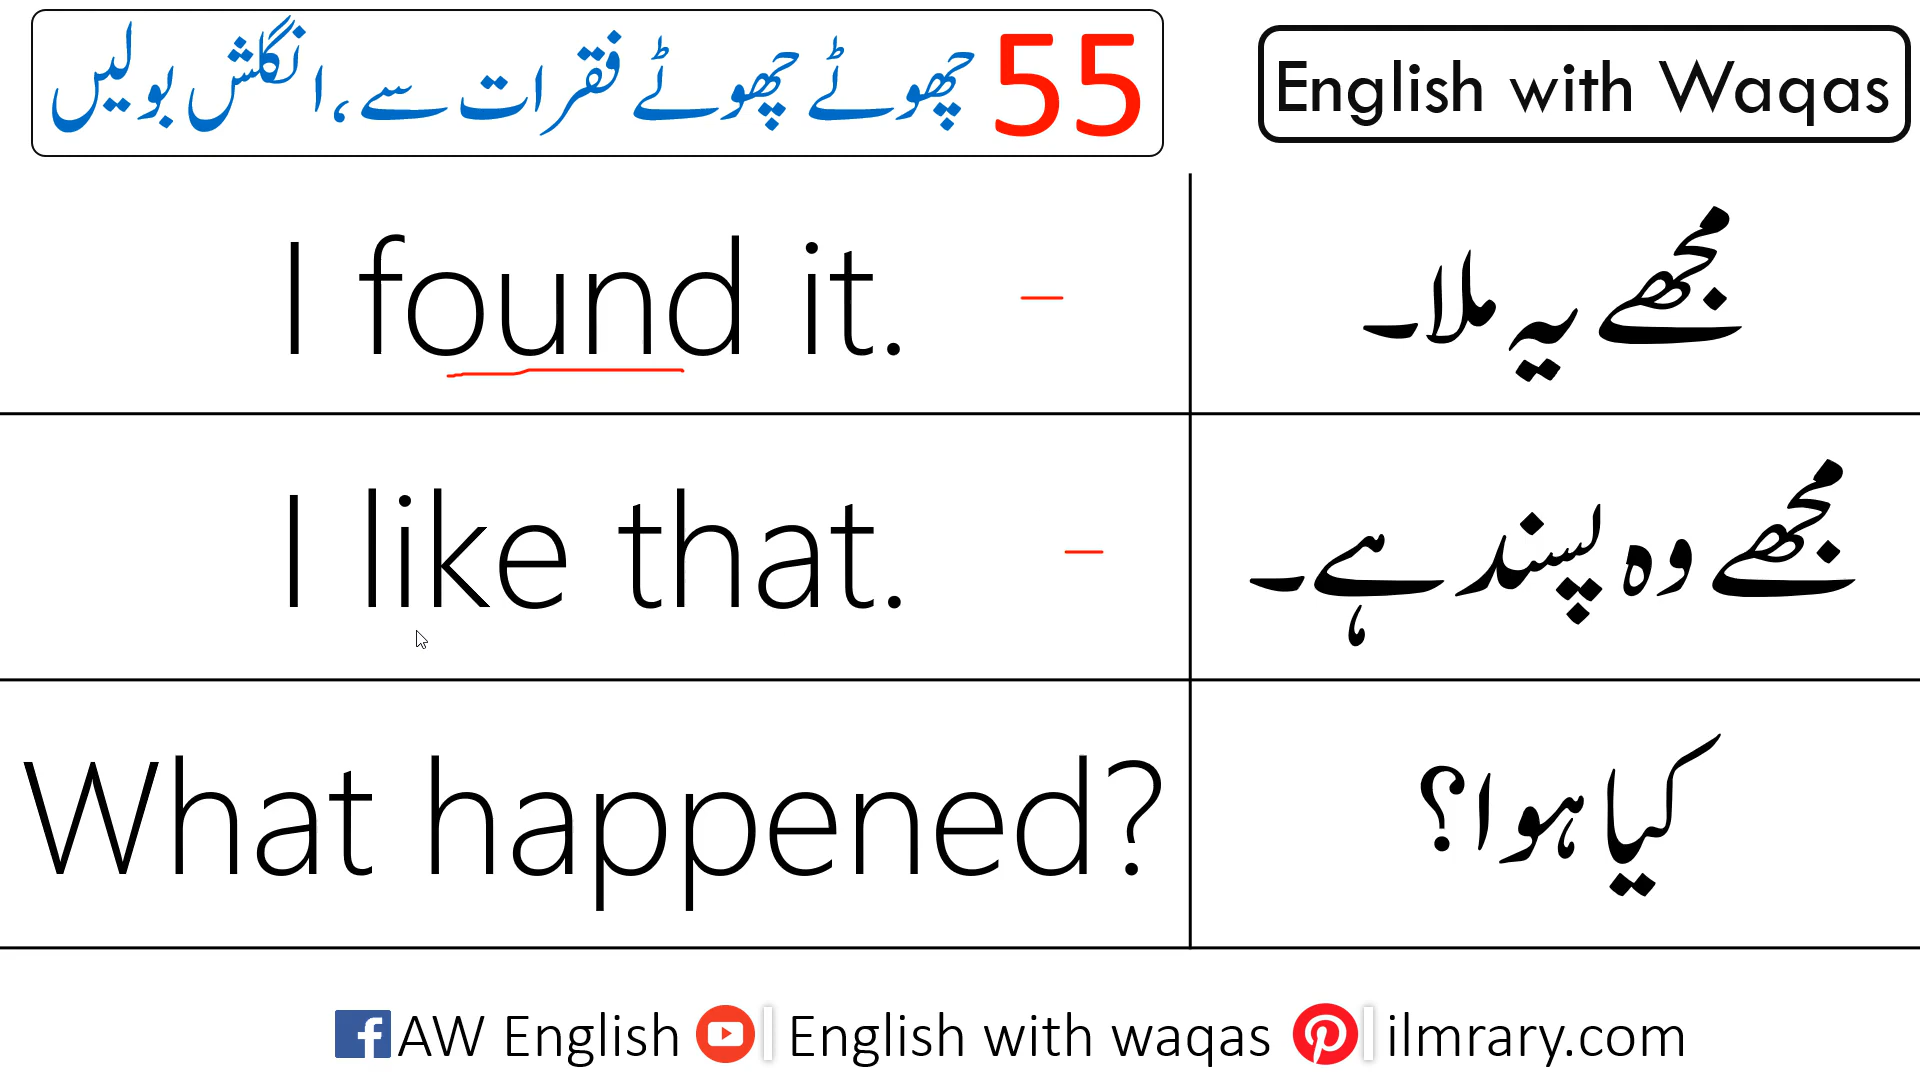 55 چھوٹے چھوٹے فقرات سے، انگلش بولیں
English with Waqas
I found it.
مجھے یہ ملا۔
I like that.
مجھے وہ پسند ہے۔
What happened?
کیا ہوا؟
AW English | English with waqas | ilmrary.com